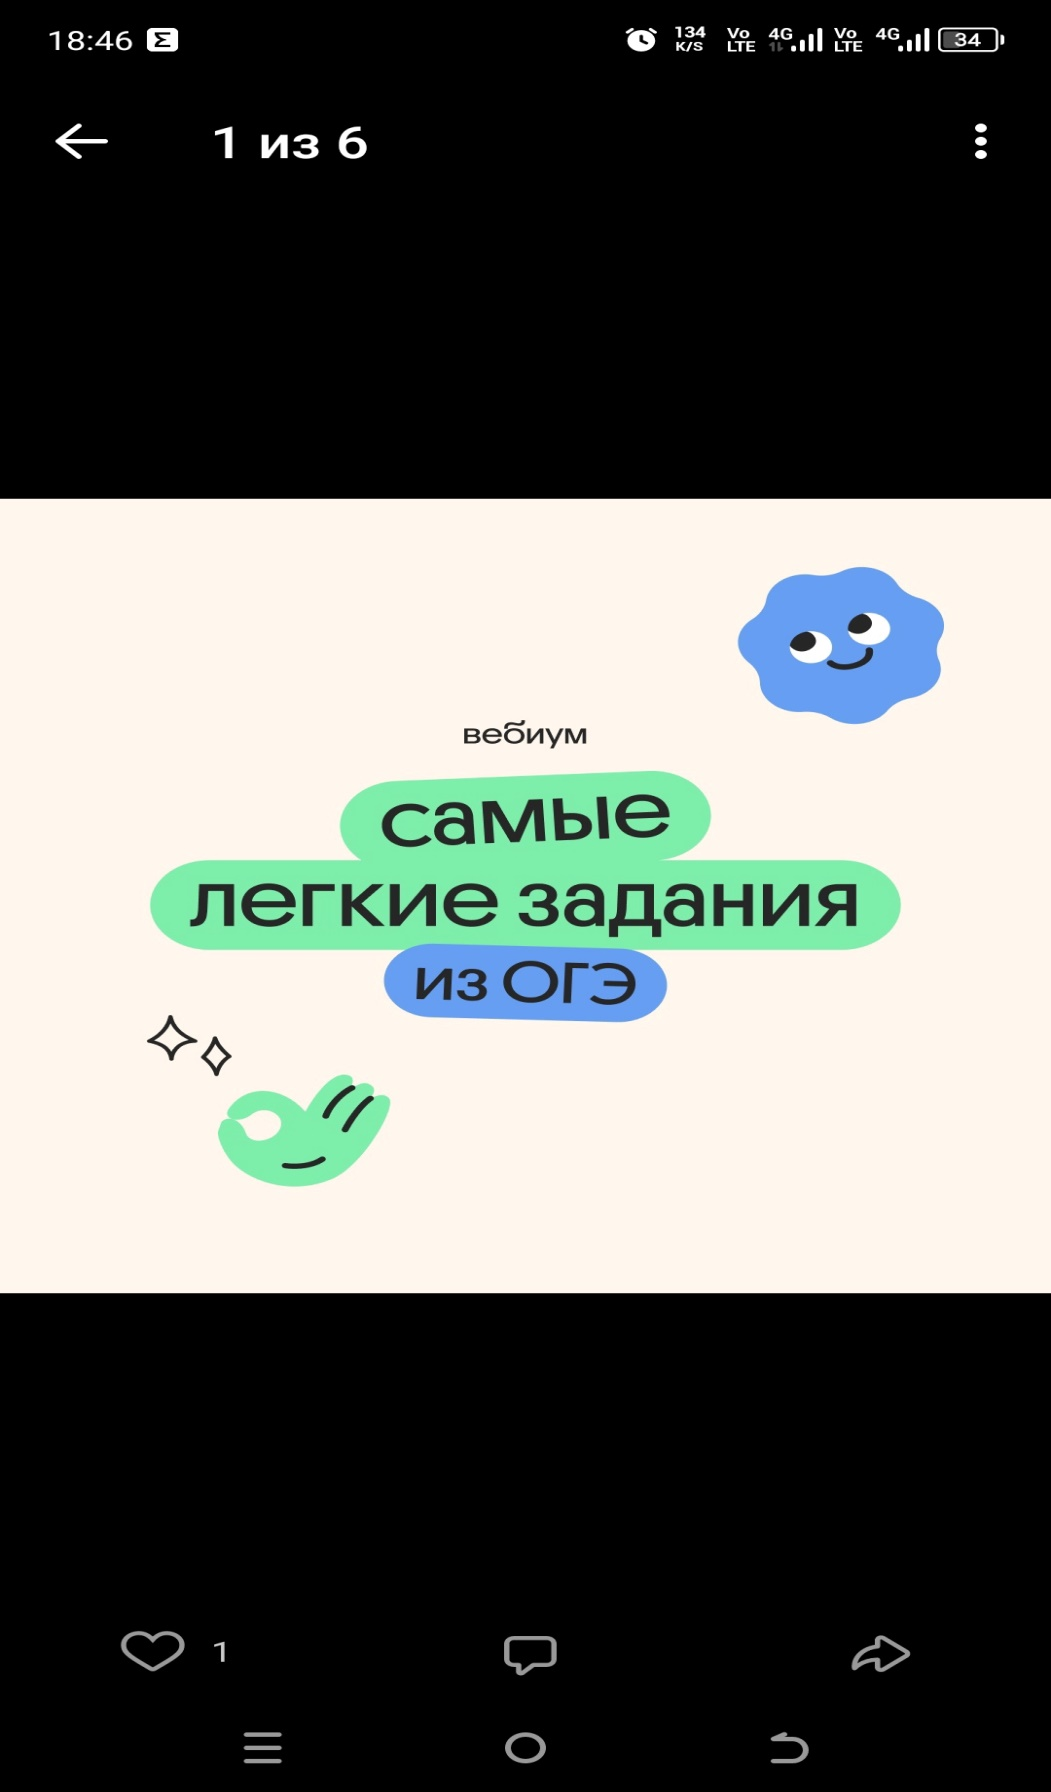 18:46 Σ 134 K/S Vo LTE 4G Vo LTE 4G 34
1 из 6
вебиум
самые
легкие задания
из ОГЭ
1